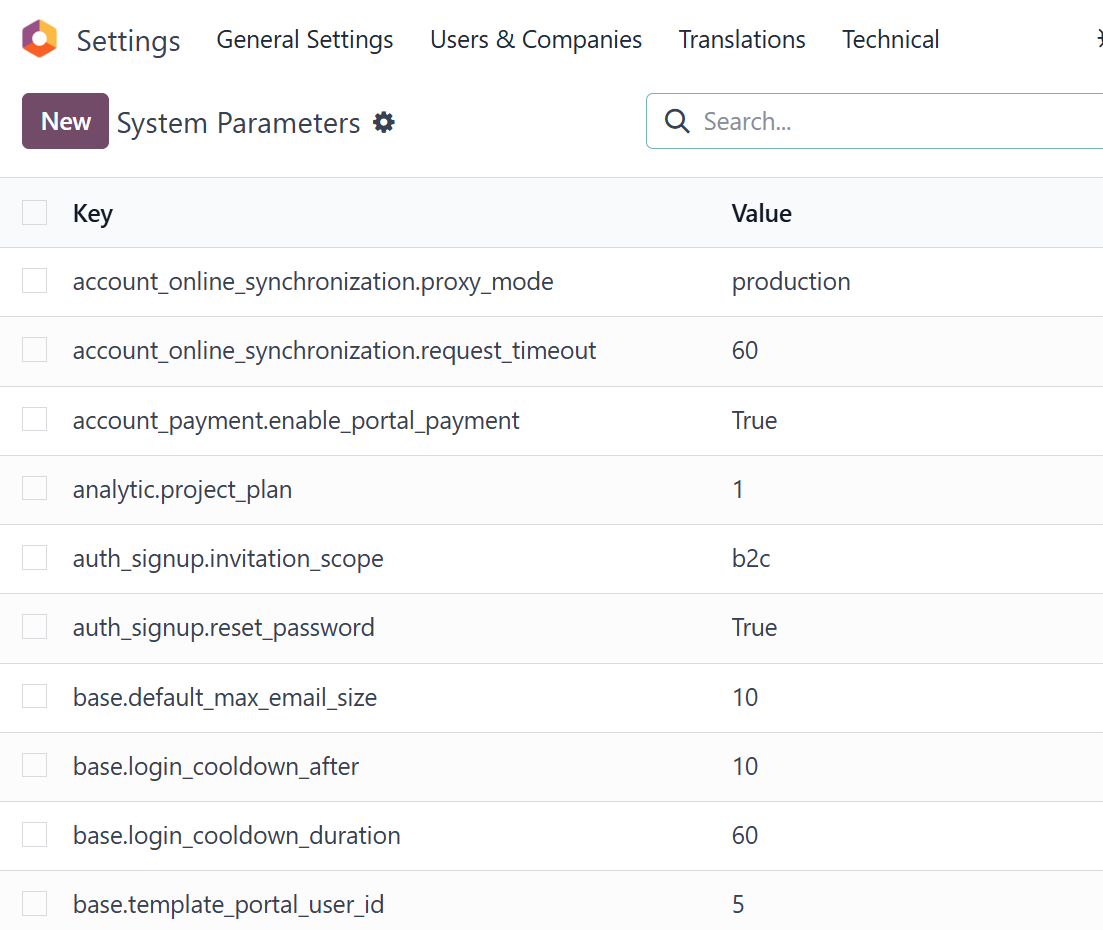 Settings General Settings Users & Companies Translations Technical
New System Parameters Search...
Key Value
account_online_synchronization.proxy_mode production
account_online_synchronization.request_timeout 60
account_payment.enable_portal_payment True
analytic.project_plan 1
auth_signup.invitation_scope b2c
auth_signup.reset_password True
base.default_max_email_size 10
base.login_cooldown_after 10
base.login_cooldown_duration 60
base.template_portal_user_id 5